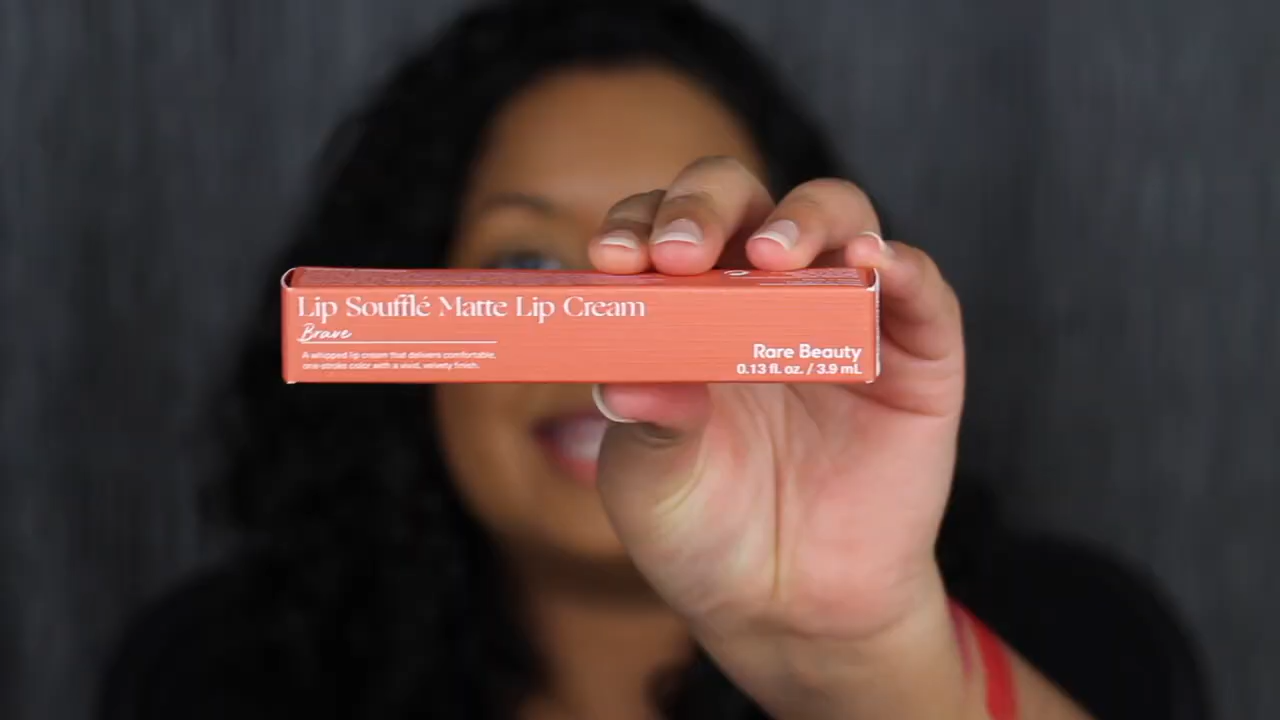 Lip Soufflé Matte Lip Cream
Brave
A whipped lip cream that delivers comfortable,
one-stroke color with a vivid, velvety finish.
Rare Beauty
0.13 fl. oz. / 3.9 mL